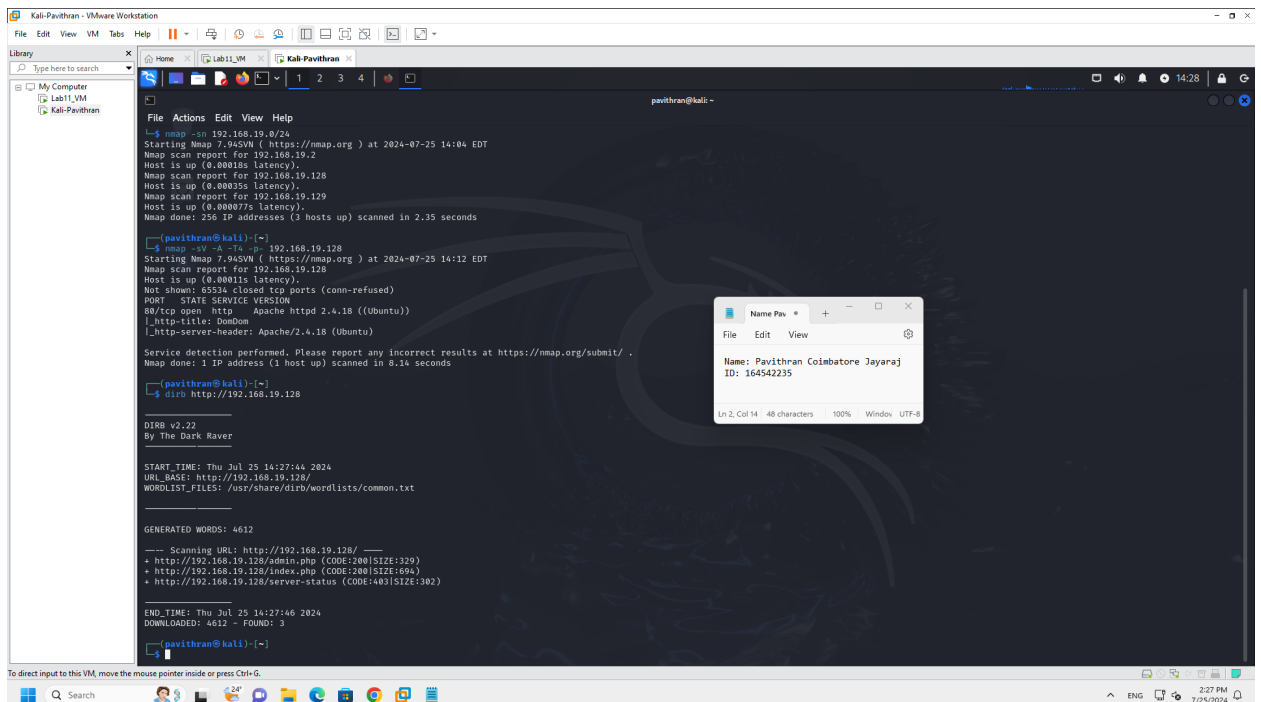 Kali-Pavithran - VMware Workstation
File Edit View VM Tabs Help
Library
Type here to search
My Computer
Lab11_VM
Kali-Pavithran
Home Lab11_VM Kali-Pavithran
1 2 3 4 14:28
pavithran@kali: ~
File Actions Edit View Help
└─$ nmap -sn 192.168.19.0/24
Starting Nmap 7.94SVN ( https://nmap.org ) at 2024-07-25 14:04 EDT
Nmap scan report for 192.168.19.2
Host is up (0.00018s latency).
Nmap scan report for 192.168.19.128
Host is up (0.00035s latency).
Nmap scan report for 192.168.19.129
Host is up (0.000077s latency).
Nmap done: 256 IP addresses (3 hosts up) scanned in 2.35 seconds
┌──(pavithran㉿kali)-[~]
└─$ nmap -sV -A -T4 -p- 192.168.19.128
Starting Nmap 7.94SVN ( https://nmap.org ) at 2024-07-25 14:12 EDT
Nmap scan report for 192.168.19.128
Host is up (0.00011s latency).
Not shown: 65534 closed tcp ports (conn-refused)
PORT STATE SERVICE VERSION
80/tcp open http Apache httpd 2.4.18 ((Ubuntu))
|_http-title: DomDom
|_http-server-header: Apache/2.4.18 (Ubuntu)
Service detection performed. Please report any incorrect results at https://nmap.org/submit/ .
Nmap done: 1 IP address (1 host up) scanned in 8.14 seconds
┌──(pavithran㉿kali)-[~]
└─$ dirb http://192.168.19.128
DIRB v2.22
By The Dark Raver
START_TIME: Thu Jul 25 14:27:44 2024
URL_BASE: http://192.168.19.128/
WORDLIST_FILES: /usr/share/dirb/wordlists/common.txt
GENERATED WORDS: 4612
---- Scanning URL: http://192.168.19.128/ ----
+ http://192.168.19.128/admin.php (CODE:200|SIZE:329)
+ http://192.168.19.128/index.php (CODE:200|SIZE:694)
+ http://192.168.19.128/server-status (CODE:403|SIZE:302)
END_TIME: Thu Jul 25 14:27:46 2024
DOWNLOADED: 4612 - FOUND: 3
┌──(pavithran㉿kali)-[~]
└─$
Name Pav
File Edit View
Name: Pavithran Coimbatore Jayaraj
ID: 164542235
Ln 2, Col 14 48 characters 100% Window UTF-8
To direct input to this VM, move the mouse pointer inside or press Ctrl+G.
Search 24° ENG 2:27 PM
7/25/2024